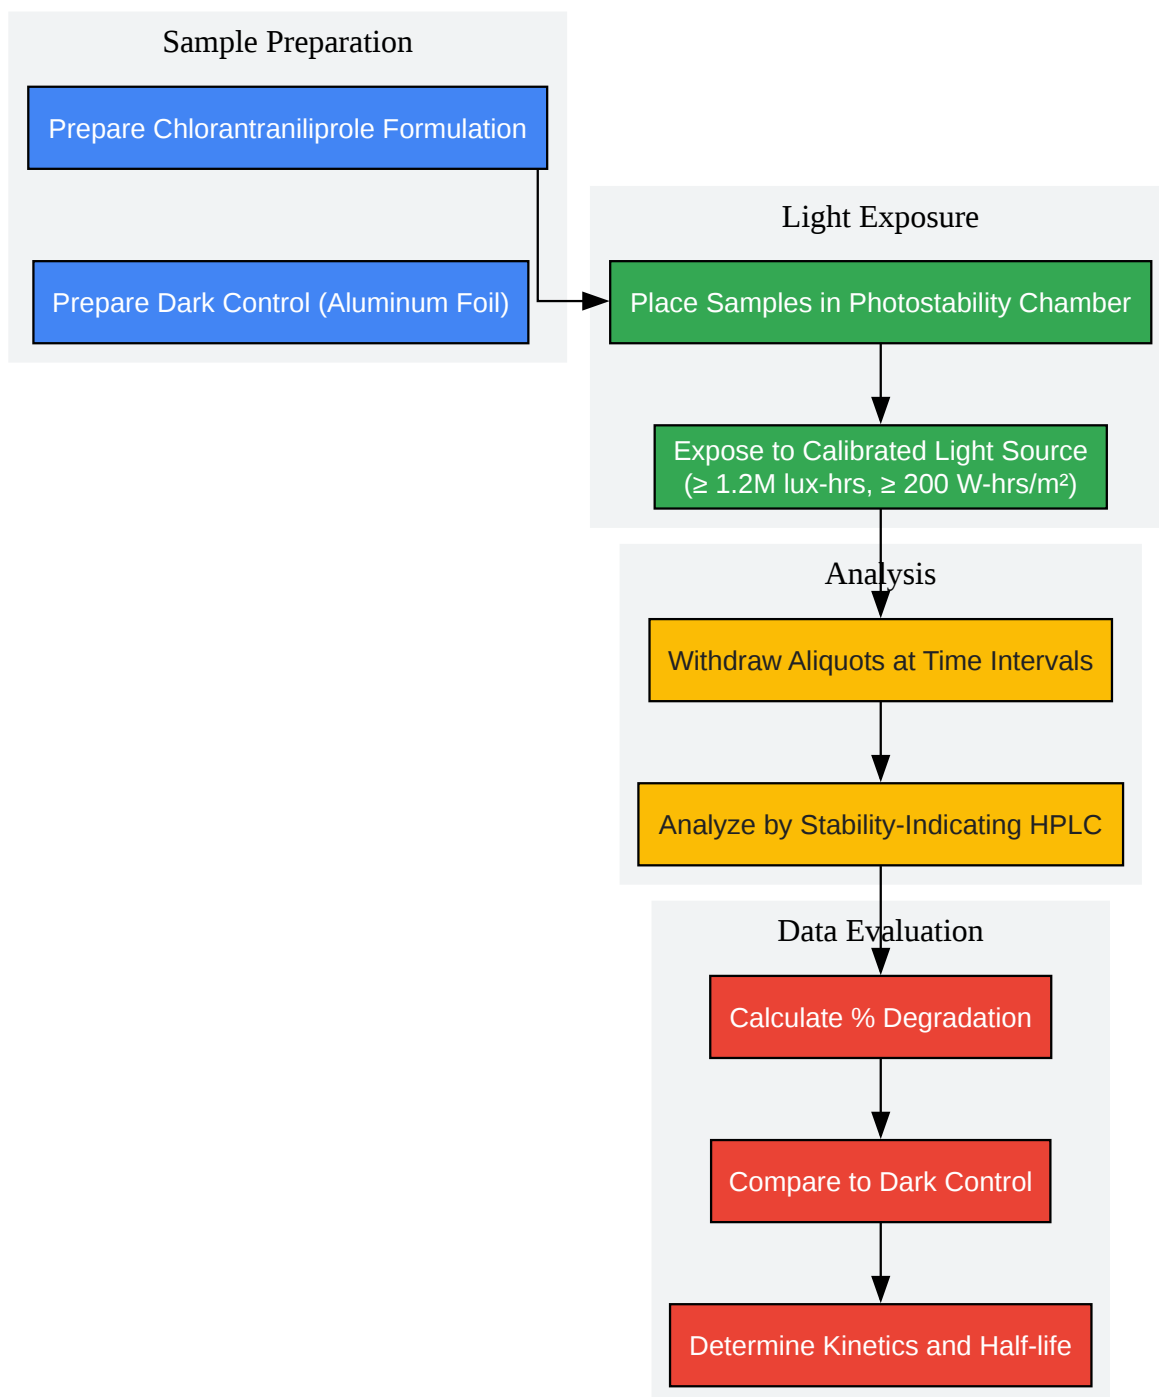 Sample Preparation
Prepare Chlorantraniliprole Formulation
Prepare Dark Control (Aluminum Foil)
Light Exposure
Place Samples in Photostability Chamber
Expose to Calibrated Light Source
(≥ 1.2M lux-hrs, ≥ 200 W-hrs/m²)
Analysis
Withdraw Aliquots at Time Intervals
Analyze by Stability-Indicating HPLC
Data Evaluation
Calculate % Degradation
Compare to Dark Control
Determine Kinetics and Half-life